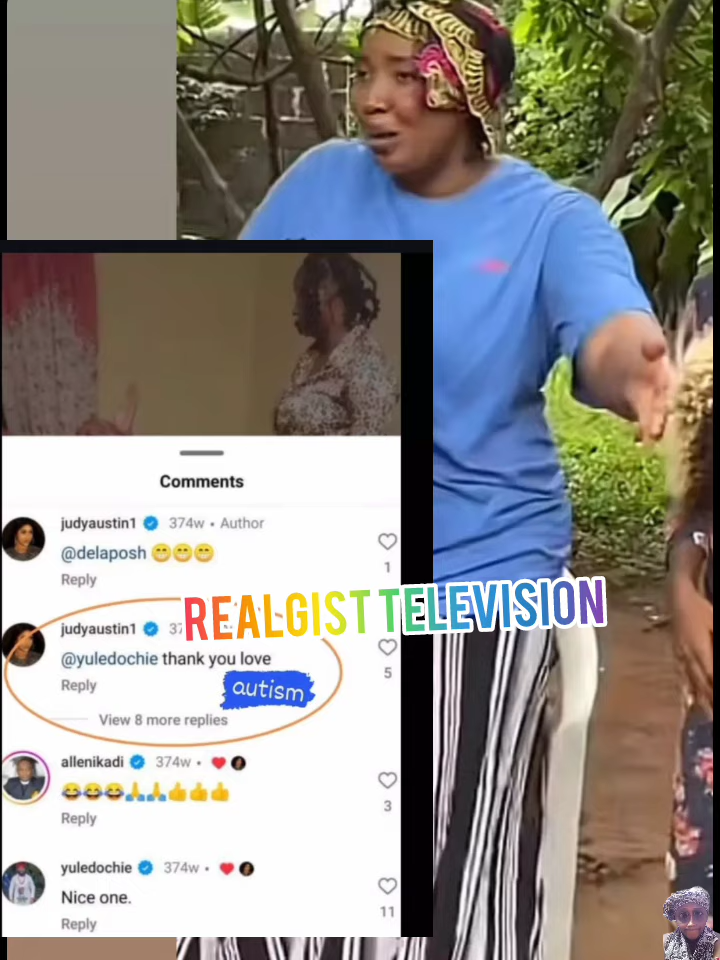 Comments
judyaustin1 374w • Author
@delaposh 😁😁😁
Reply
1
judyaustin1 37
REALGIST TELEVISION
@yuledochie thank you love
5
Reply
autism
View 8 more replies
allenikadi 374w • ❤️
😂😂😂🙏🙏👍👍👍
3
Reply
yuledochie 374w • ❤️
Nice one.
11
Reply